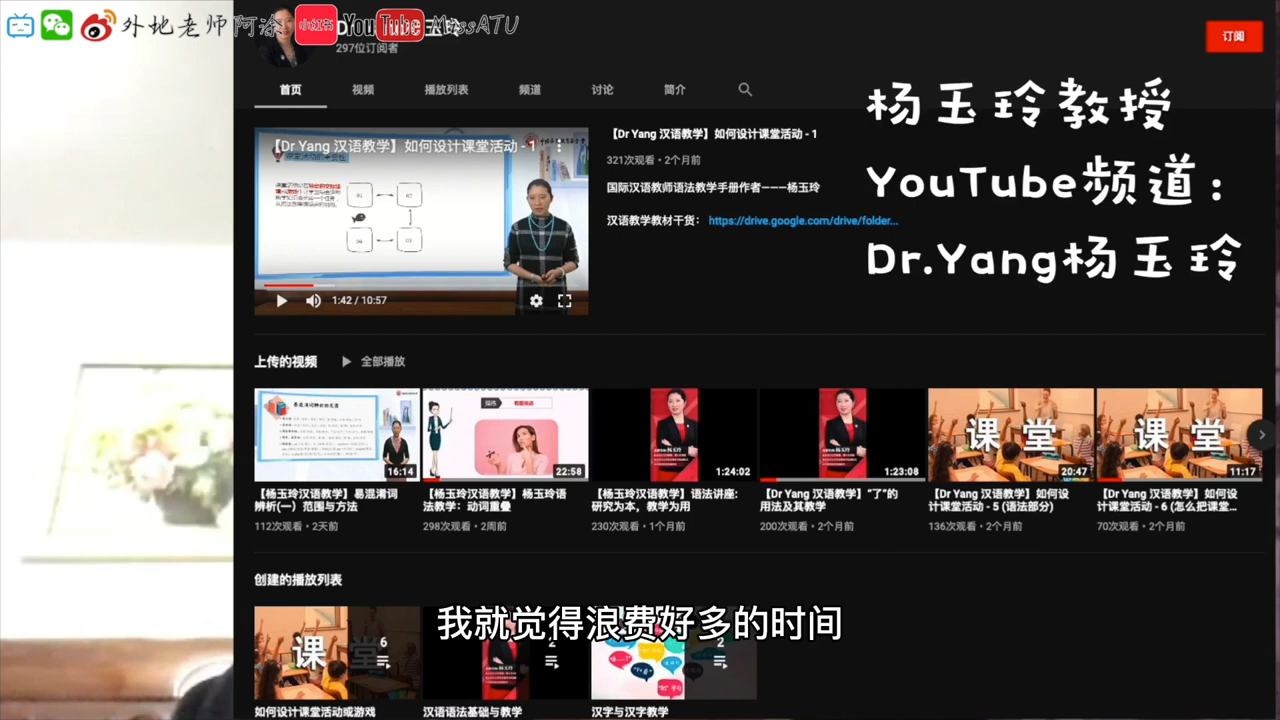 外地老师阿涂 小红书 YouTube MissATU
297位订阅者
订阅
首页 视频 播放列表 频道 讨论 简介
杨玉玲教授
YouTube频道：
Dr.Yang杨玉玲
【Dr Yang 汉语教学】如何设计课堂活动 - 1
1:42 / 10:57
【Dr Yang 汉语教学】如何设计课堂活动 - 1
321次观看 • 2个月前
国际汉语教师语法教学手册作者———杨玉玲
汉语教学教材干货： https://drive.google.com/drive/folder...
上传的视频 全部播放
16:14
22:58
1:24:02
1:23:08
课堂
20:47
课堂
11:17
【杨玉玲汉语教学】易混淆词
辨析(一）范围与方法
112次观看 • 2天前
【杨玉玲汉语教学】杨玉玲语
法教学：动词重叠
298次观看 • 2周前
【杨玉玲汉语教学】语法讲座:
研究为本，教学为用
230次观看 • 1个月前
【Dr Yang 汉语教学】“了”的
用法及其教学
200次观看 • 2个月前
【Dr Yang 汉语教学】如何设
计课堂活动 - 5 (语法部分)
136次观看 • 2个月前
【Dr Yang 汉语教学】如何设
计课堂活动 - 6 (怎么把课堂...
70次观看 • 2个月前
创建的播放列表
课堂
6
2
2
我就觉得浪费好多的时间
如何设计课堂活动或游戏
汉语语法基础与教学
汉字与汉字教学